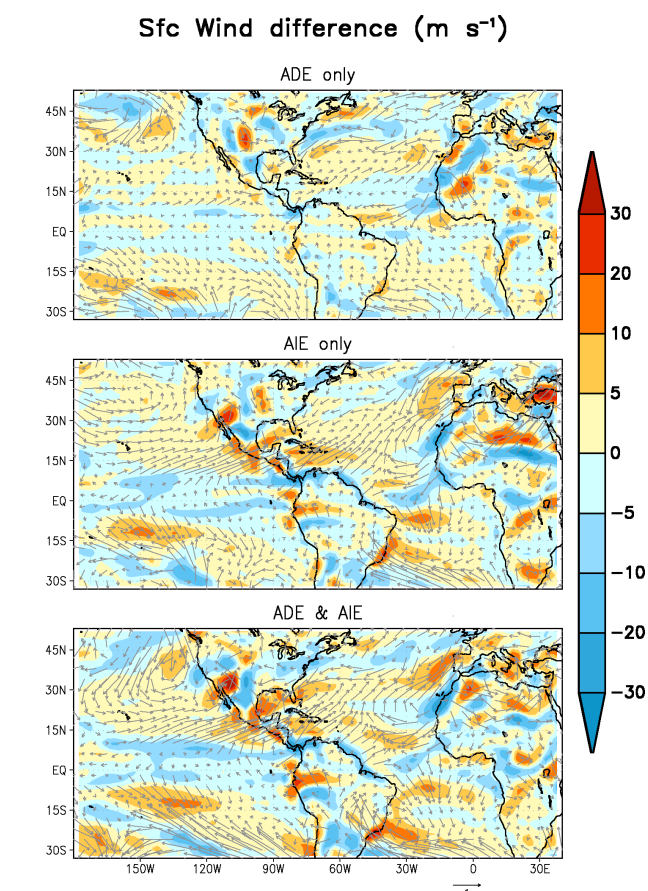 Sfc Wind difference (m s⁻¹)
ADE only
45N
30N
15N
EQ
15S
30S
AIE only
45N
30N
15N
EQ
15S
30S
ADE & AIE
45N
30N
15N
EQ
15S
30S
150W 120W 90W 60W 30W 0 30E
30
20
10
5
0
−5
−10
−20
−30